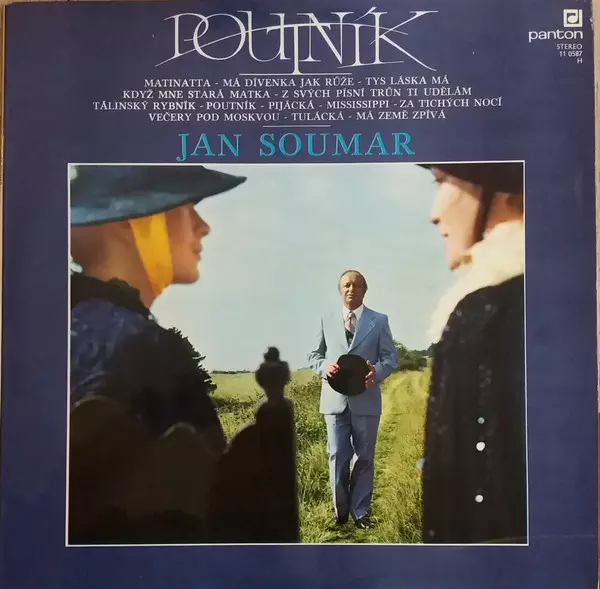 POUTNÍK
panton
STEREO
11 0587
H
MATINATTA - MÁ DÍVENKA JAK RŮŽE - TYS LÁSKA MÁ
KDYŽ MNE STARÁ MATKA - Z SVÝCH PÍSNÍ TRŮN TI UDĚLÁM
TÁLINSKÝ RYBNÍK - POUTNÍK - PIJÁCKÁ - MISSISSIPPI - ZA TICHÝCH NOCÍ
VEČERY POD MOSKVOU - TULÁCKÁ - MÁ ZEMĚ ZPÍVÁ
JAN SOUMAR